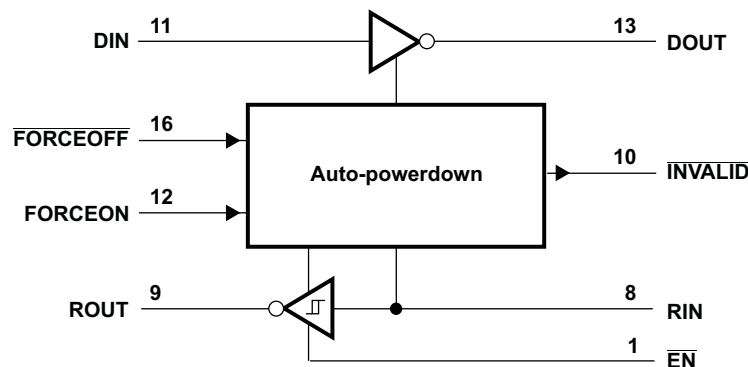 DIN 11 13 DOUT
FORCEOFF 16
Auto-powerdown 10 INVALID
FORCEON 12
ROUT 9 8 RIN
1 EN